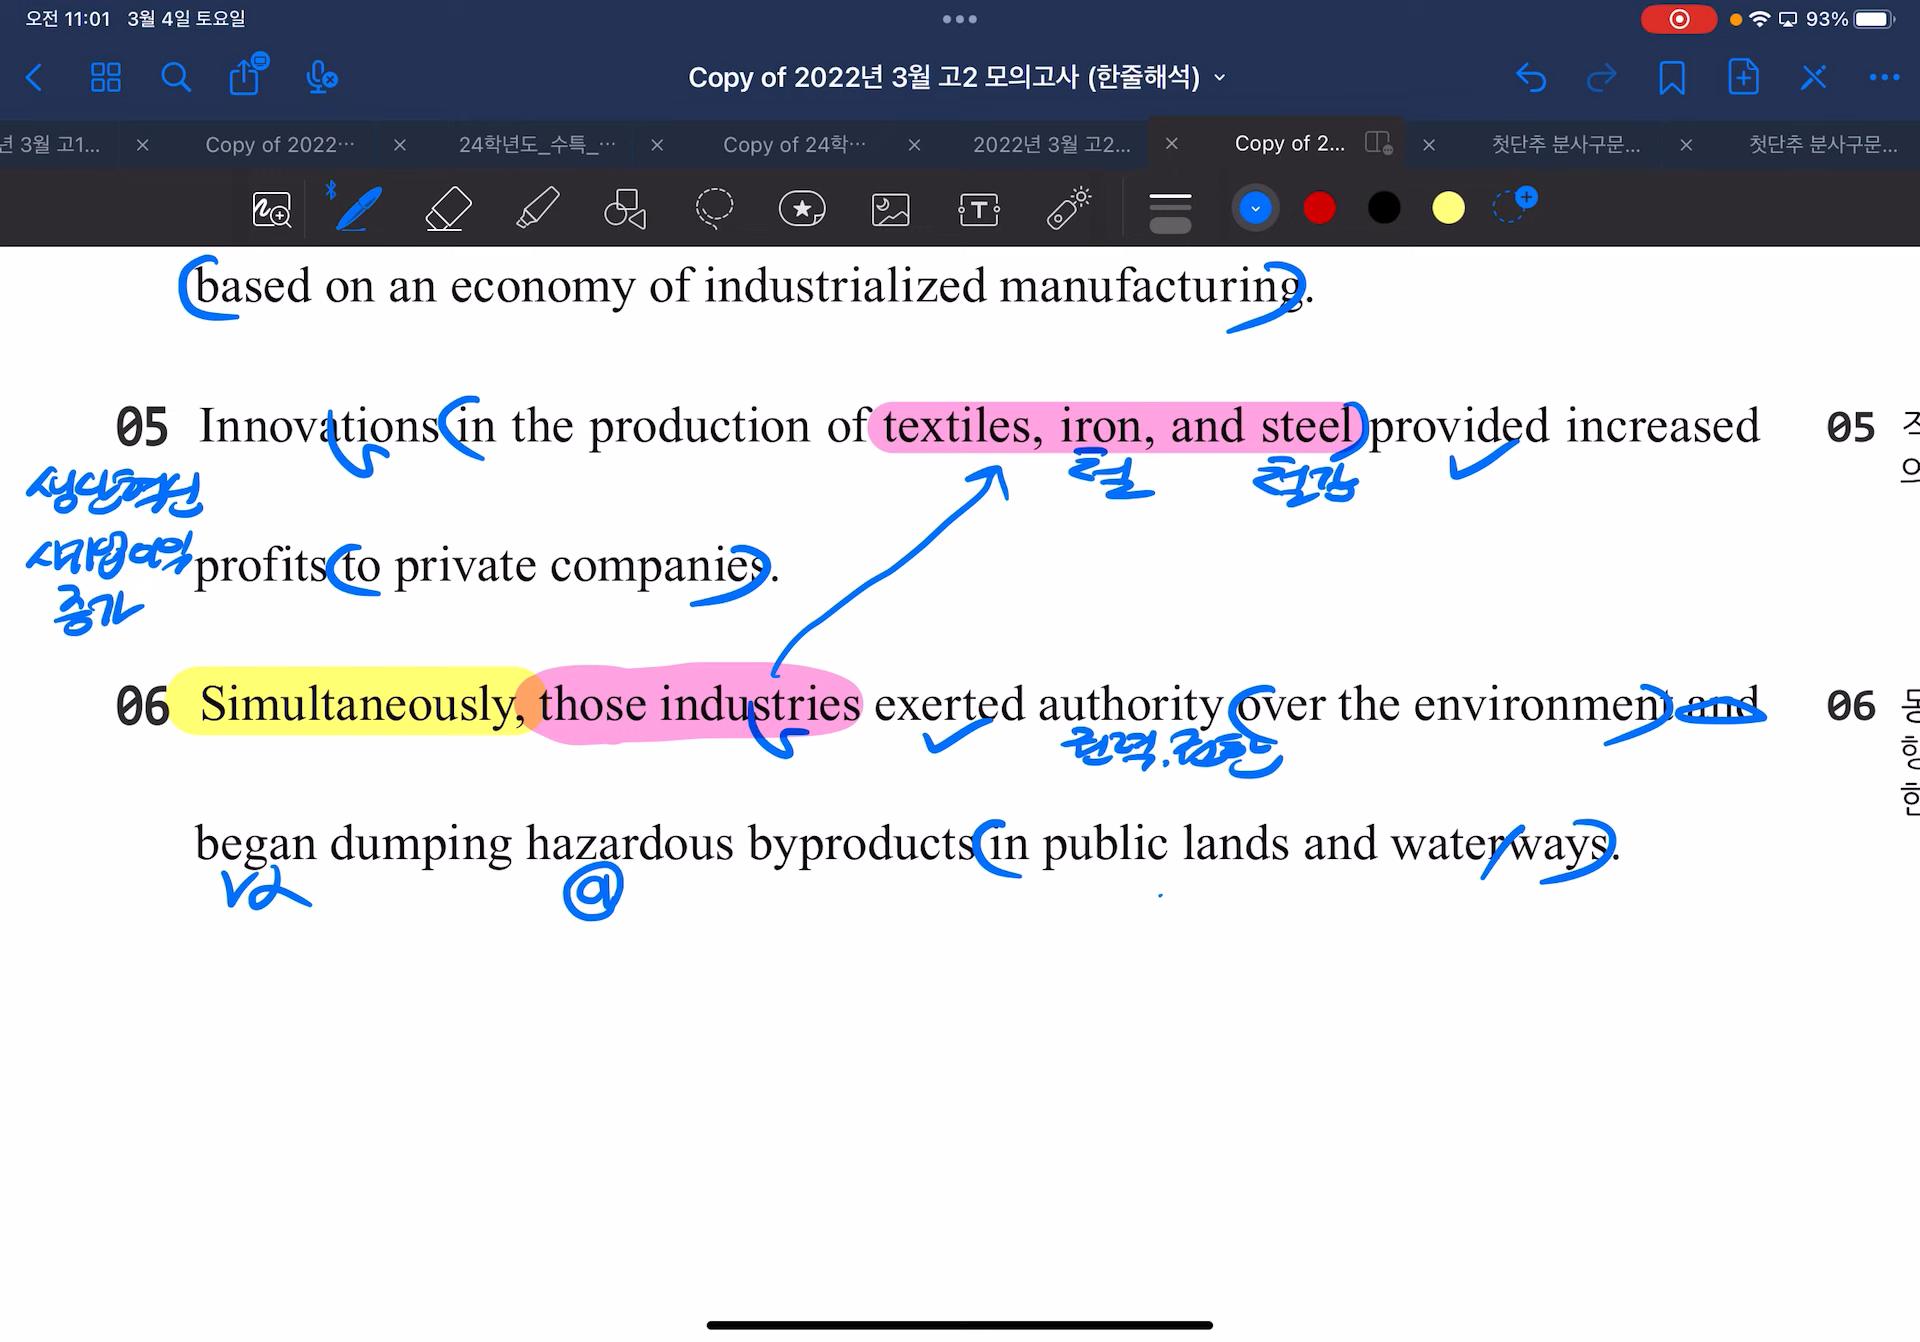 오전 11:01 3월 4일 토요일
93%
Copy of 2022년 3월 고2 모의고사 (한줄해석)
년 3월 고1... Copy of 2022... 24학년도_수특_... Copy of 24학... 2022년 3월 고2... Copy of 2... 첫단추 분사구문... 첫단추 분사구문...
based on an economy of industrialized manufacturing.
05 Innovations in the production of textiles, iron, and steel provided increased 05
철 철강
생산혁신
사기업이익 profits to private companies.
증가
06 Simultaneously, those industries exerted authority over the environment and 06
권력.
began dumping hazardous byproducts in public lands and waterways.
V2 @